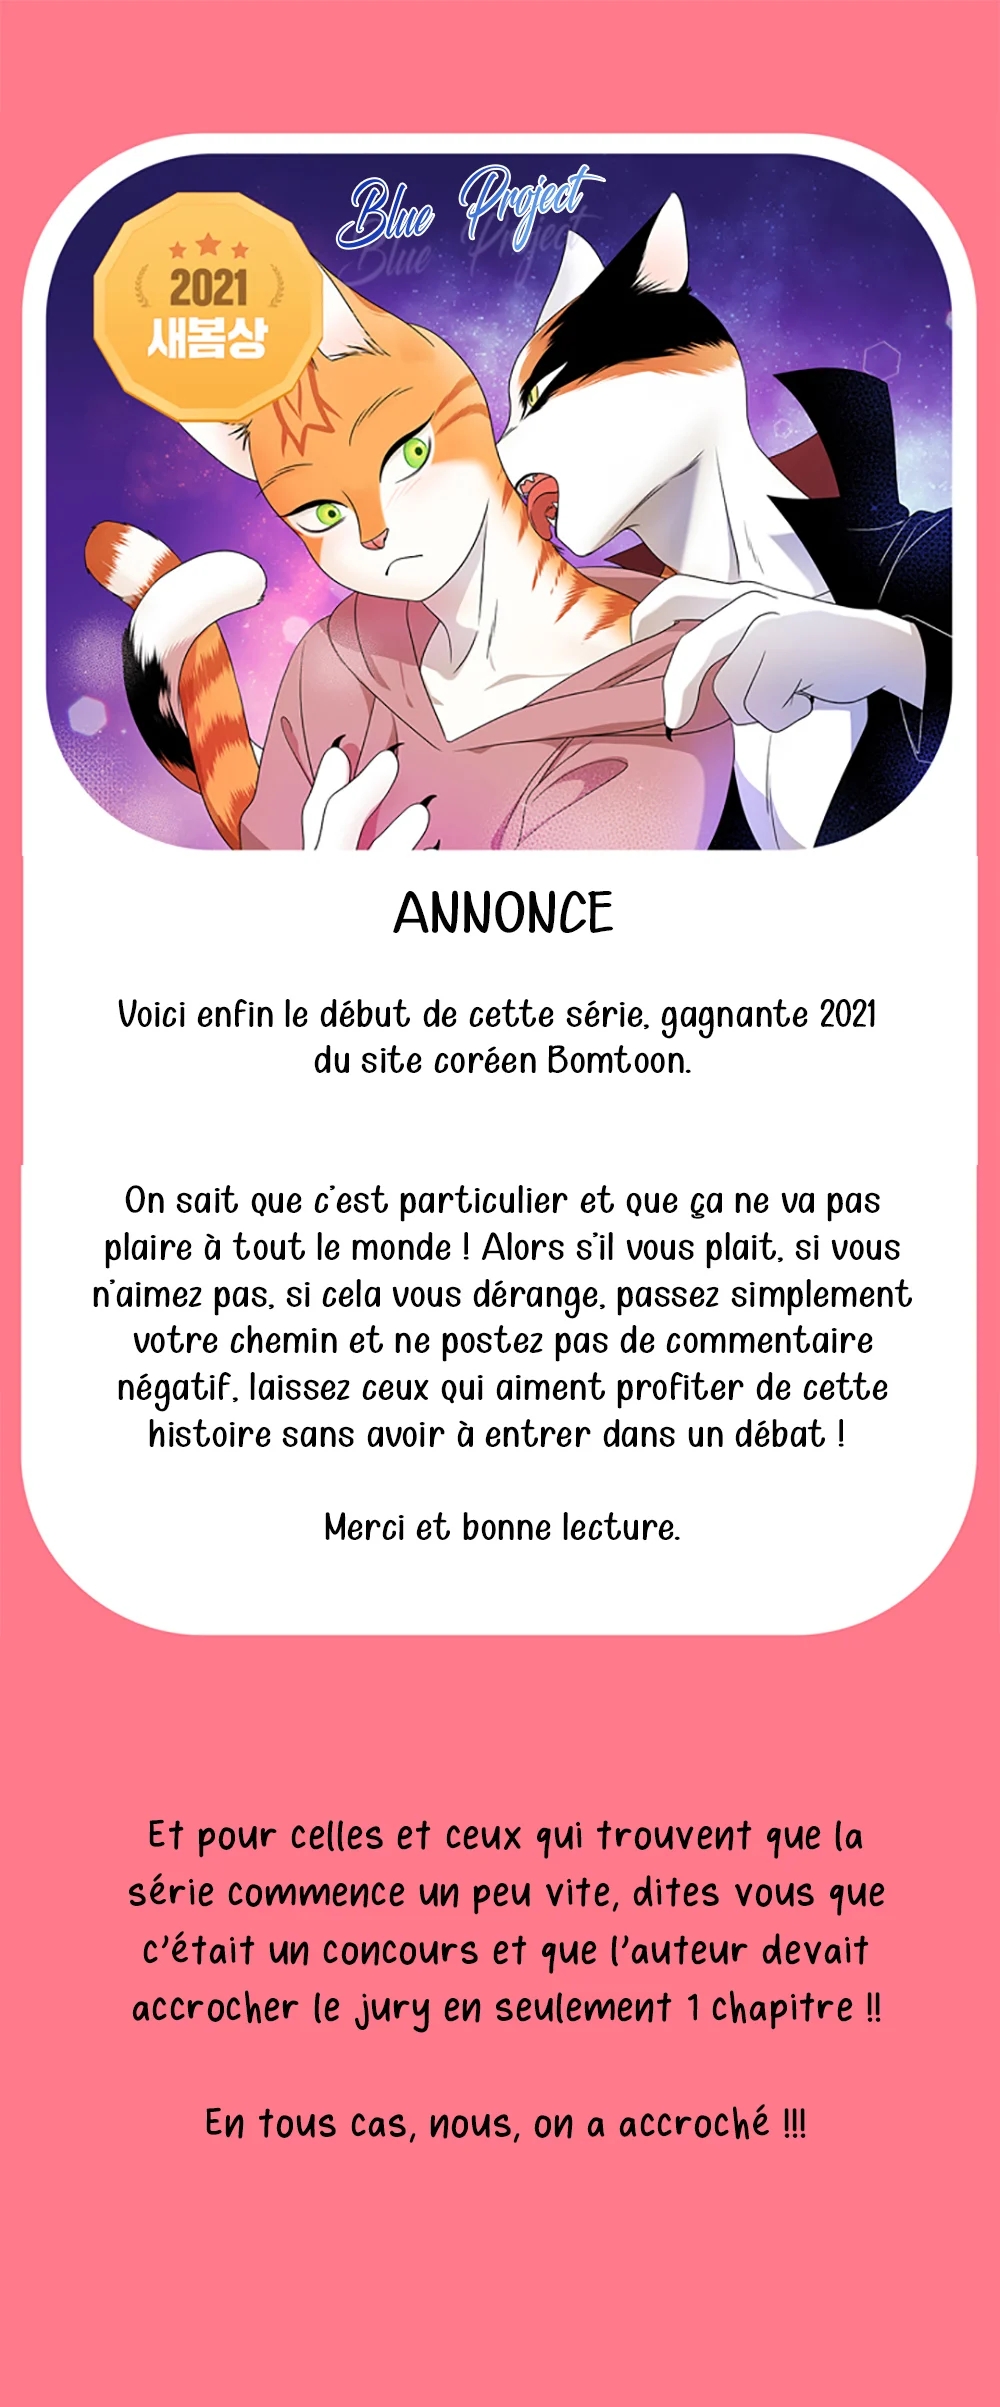 Blue Project
Blue Project
2021
새봄상
ANNONCE
Voici enfin le début de cette série, gagnante 2021
du site coréen Bomtoon.
On sait que c'est particulier et que ça ne va pas
plaire à tout le monde ! Alors s'il vous plait, si vous
n'aimez pas, si cela vous dérange, passez simplement
votre chemin et ne postez pas de commentaire
négatif, laissez ceux qui aiment profiter de cette
histoire sans avoir à entrer dans un débat !
Merci et bonne lecture.
Et pour celles et ceux qui trouvent que la
série commence un peu vite, dites vous que
c'était un concours et que l'auteur devait
accrocher le jury en seulement 1 chapitre !!
En tous cas, nous, on a accroché !!!